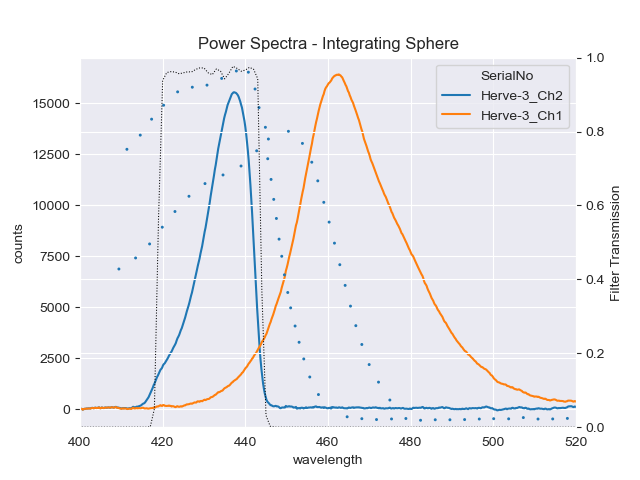 Power Spectra - Integrating Sphere
SerialNo
Herve-3_Ch2
Herve-3_Ch1
counts
15000
12500
10000
7500
5000
2500
0
1.0
0.8
0.6
0.4
0.2
0.0
Filter Transmission
400 420 440 460 480 500 520
wavelength